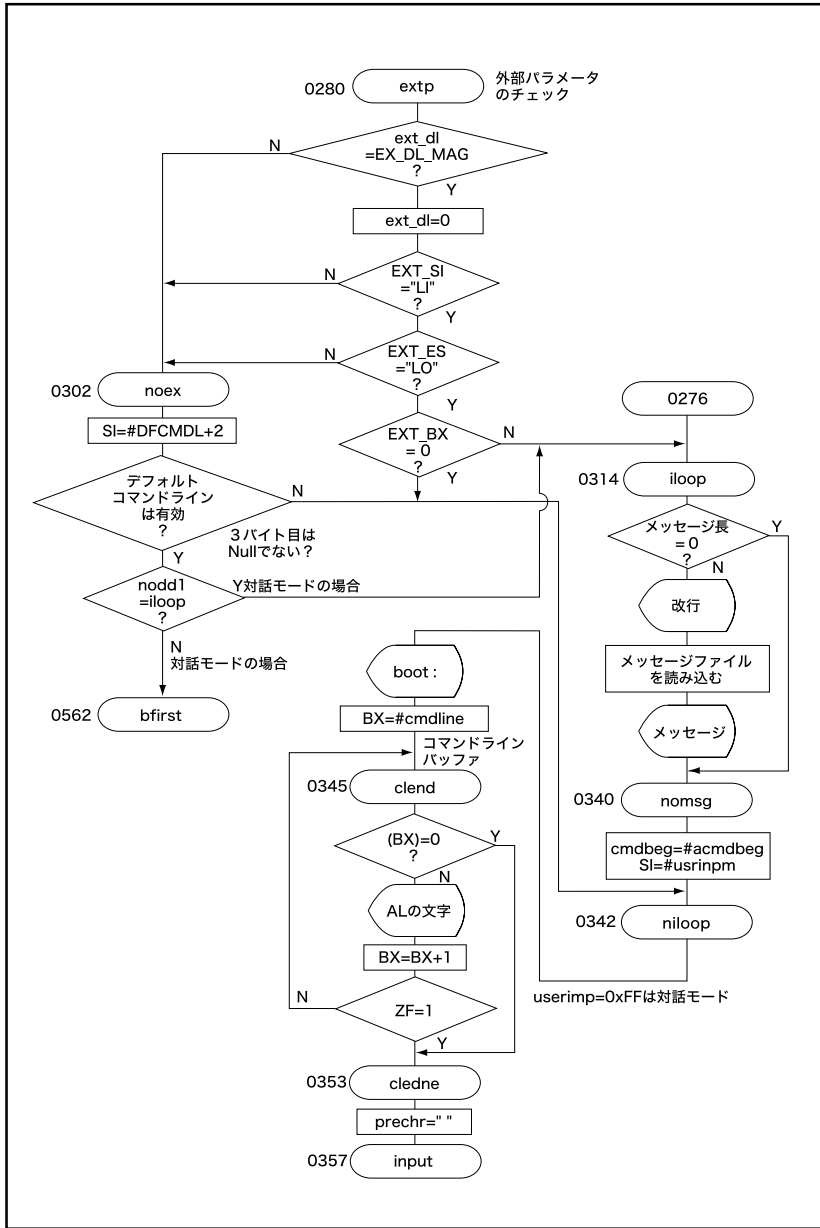 0280
extp
外部パラメータ
のチェック
ext_dl
=EX_DL_MAG
?
N
Y
ext_dl=0
EXT_SI
="LI"
?
N
Y
EXT_ES
="LO"
?
N
Y
0302
noex
SI=#DFCMDL+2
EXT_BX
= 0
?
N
Y
デフォルト
コマンドライン
は有効
?
N
Y
3バイト目は
Nullでない?
nodd1
=iloop
?
Y対話モードの場合
N
対話モードの場合
0562
bfirst
0276
0314
iloop
メッセージ長
= 0
?
Y
N
改行
メッセージファイル
を読み込む
メッセージ
0340
nomsg
cmdbeg=#acmdbeg
SI=#usrinpm
0342
niloop
userimp=0xFFは対話モード
boot :
BX=#cmdline
コマンドライン
バッファ
0345
clend
(BX)=0
?
Y
N
ALの文字
BX=BX+1
ZF=1
N
Y
0353
cledne
prechr=" "
0357
input